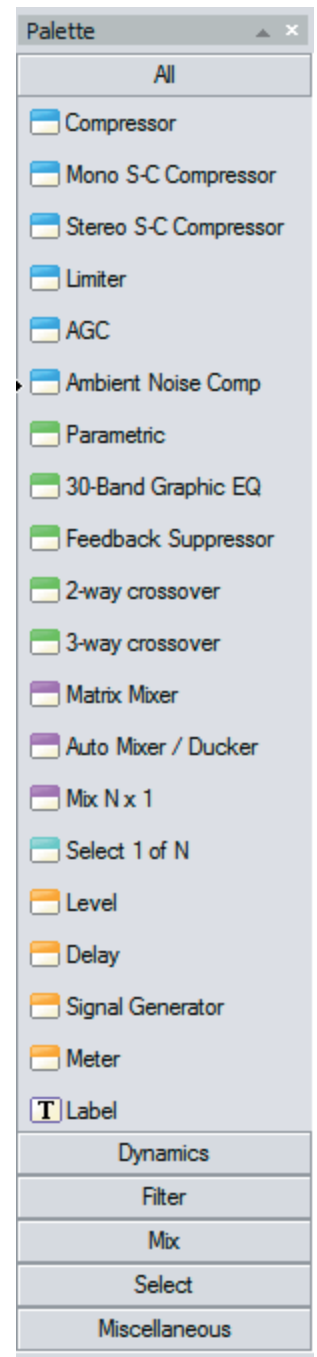 Palette
All
Compressor
Mono S-C Compressor
Stereo S-C Compressor
Limiter
AGC
Ambient Noise Comp
Parametric
30-Band Graphic EQ
Feedback Suppressor
2-way crossover
3-way crossover
Matrix Mixer
Auto Mixer / Ducker
Mix N x 1
Select 1 of N
Level
Delay
Signal Generator
Meter
T Label
Dynamics
Filter
Mix
Select
Miscellaneous